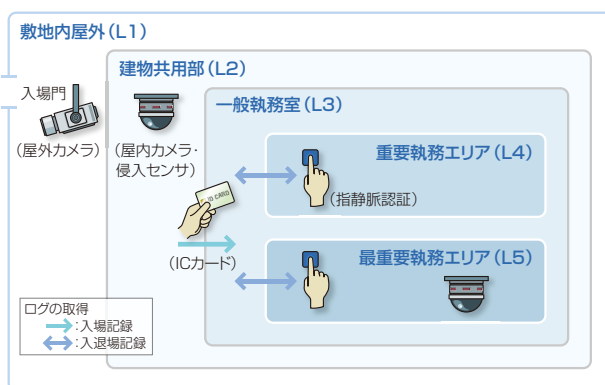 敷地内屋外(L1)
建物共用部(L2)
入場門
一般執務室(L3)
(屋外カメラ)
(屋内カメラ・
侵入センサ)
重要執務エリア(L4)
(指静脈認証)
ID CARD
(ICカード)
最重要執務エリア(L5)
ログの取得
:入場記録
:入退場記録